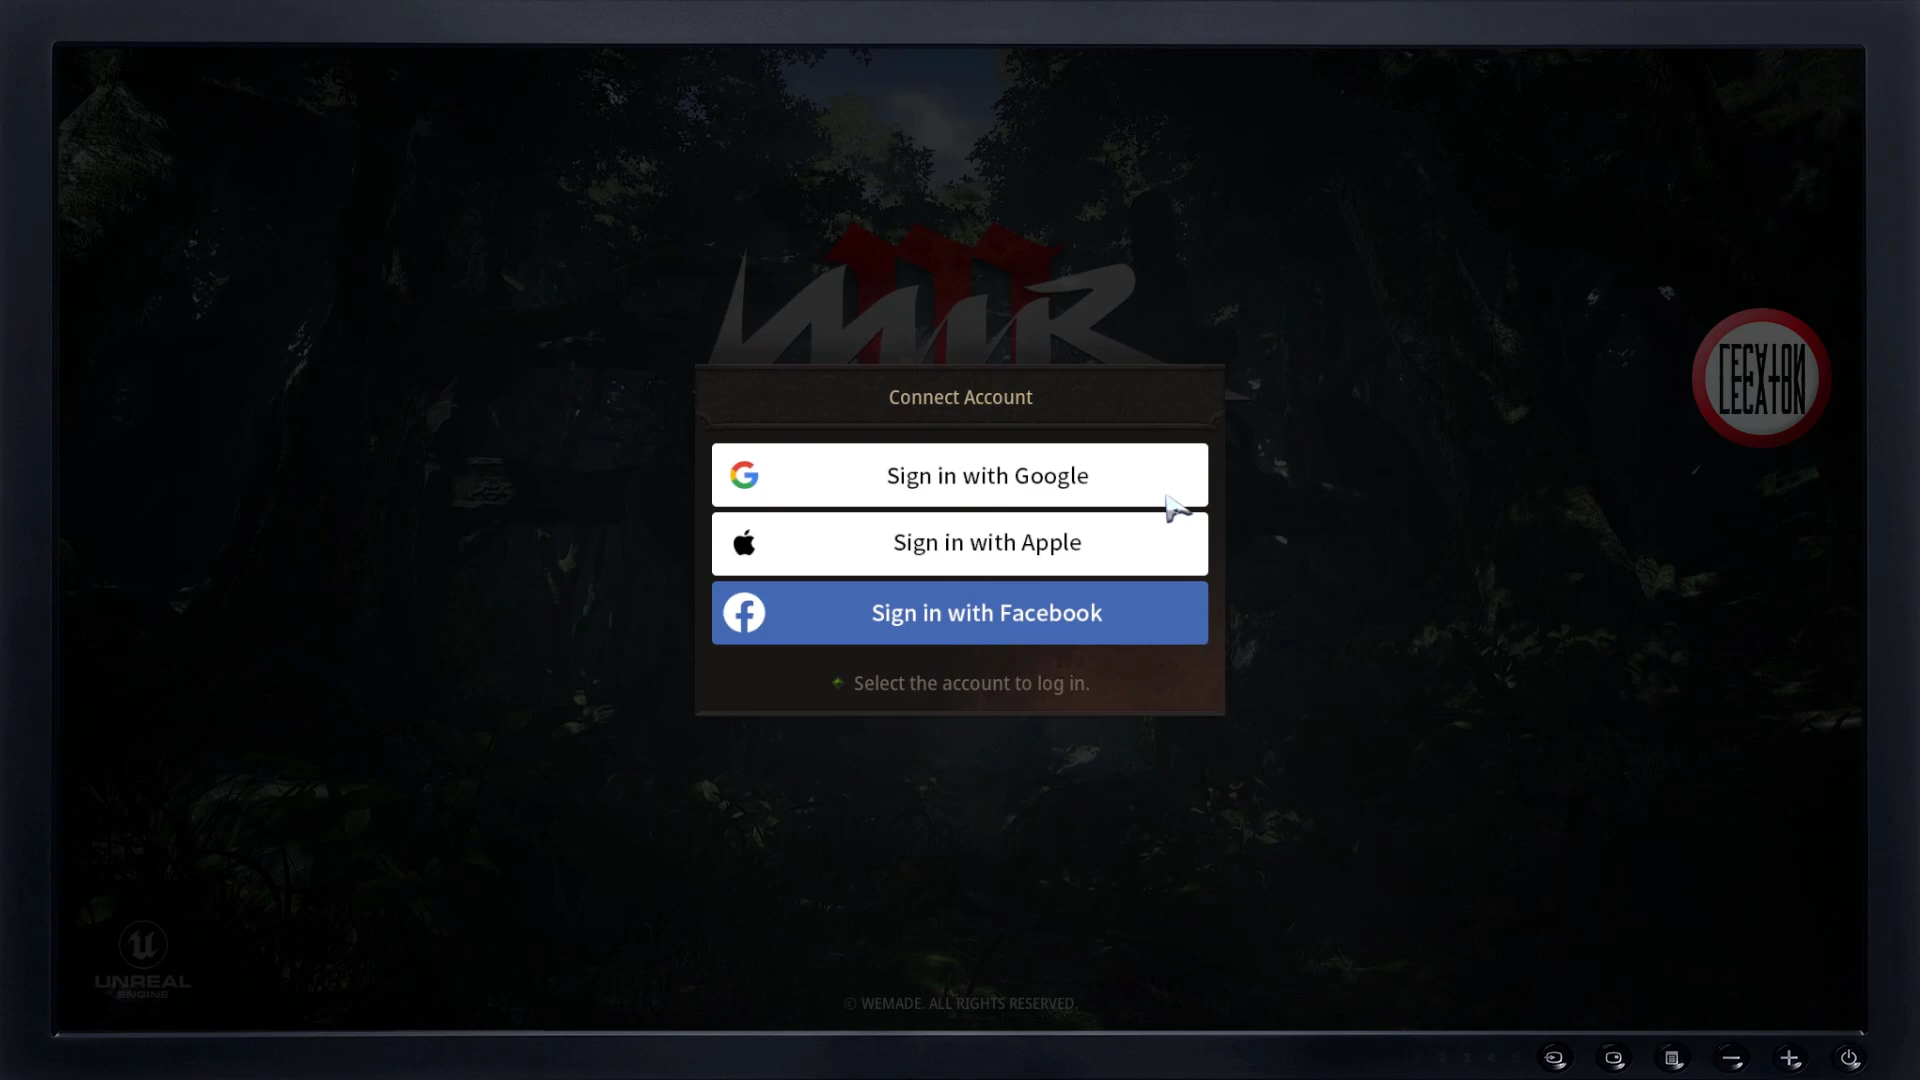 MIR
Connect Account
Sign in with Google
Sign in with Apple
Sign in with Facebook
Select the account to log in.
UNREAL
ENGINE
© WEMADE. ALL RIGHTS RESERVED.